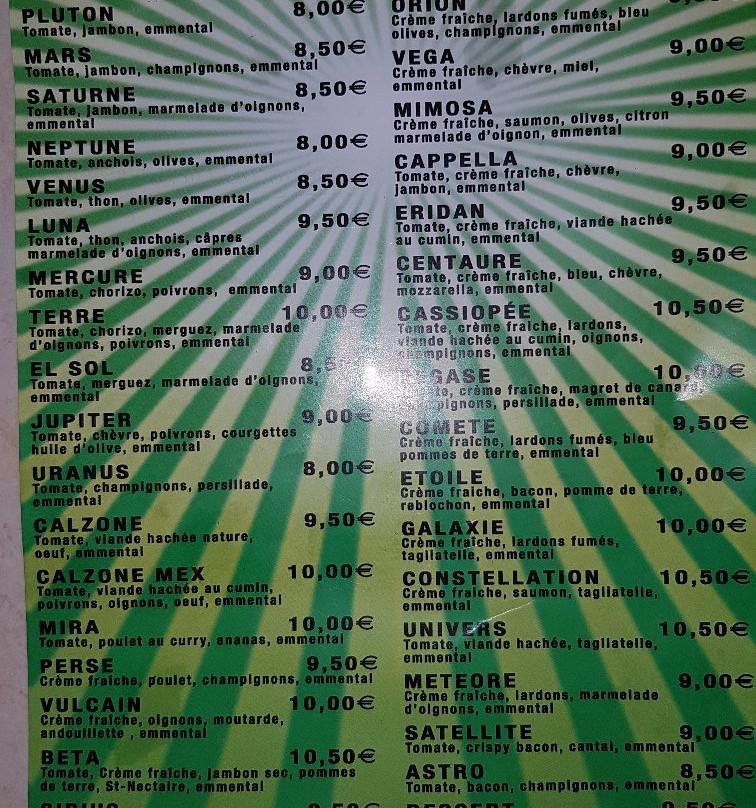 PLUTON 8,00€
Tomate, jambon, emmental
MARS 8,50€
Tomate, jambon, champignons, emmental
SATURNE 8,50€
Tomate, jambon, marmelade d'oignons,
emmental
NEPTUNE 8,00€
Tomate, anchois, olives, emmental
VENUS 8,50€
Tomate, thon, olives, emmental
LUNA 9,50€
Tomate, thon, anchois, câpres
marmelade d'oignons, emmental
MERCURE 9,00€
Tomate, chorizo, poivrons, emmental
TERRE 10,00€
Tomate, chorizo, merguez, marmelade
d'oignons, poivrons, emmental
EL SOL
Tomate, merguez, marmelade d'oignons,
emmental
JUPITER 9,00€
Tomate, chèvre, poivrons, courgettes
huile d'olive, emmental
URANUS 8,00€
Tomate, champignons, persillade,
emmental
CALZONE 9,50€
Tomate, viande hachée nature,
oeuf, emmental
CALZONE MEX 10,00€
Tomate, viande hachée au cumin,
poivrons, oignons, oeuf, emmental
MIRA 10,00€
Tomate, poulet au curry, ananas, emmental
PERSE 9,50€
Crème fraîche, poulet, champignons, emmental
VULCAIN 10,00€
Crème fraîche, oignons, moutarde,
andouillette , emmental
BETA 10,50€
Tomate, Crème fraîche, jambon sec, pommes
de terre, St-Nectaire, emmental
ORION
Crème fraîche, lardons fumés, bleu
olives, champignons, emmental
VEGA 9,00€
Crème fraîche, chèvre, miel,
emmental
MIMOSA 9,50€
Crème fraîche, saumon, olives, citron
marmelade d'oignon, emmental
CAPPELLA 9,00€
Tomate, crème fraîche, chèvre,
jambon, emmental
ERIDAN 9,50€
Tomate, crème fraîche, viande hachée
au cumin, emmental
CENTAURE 9,50€
Tomate, crème fraîche, bleu, chèvre,
mozzarella, emmental
CASSIOPÉE 10,50€
Tomate, crème fraîche, lardons,
viande hachée au cumin, oignons,
champignons, emmental
10,00€
crème fraîche, magret de canard,
persillade, emmental
COMETE 9,50€
Crème fraîche, lardons fumés, bleu
pommes de terre, emmental
ETOILE 10,00€
Crème fraîche, bacon, pomme de terre,
reblochon, emmental
GALAXIE 10,00€
Crème fraîche, lardons fumés,
tagliatelle, emmental
CONSTELLATION 10,50€
Crème fraîche, saumon, tagliatelle,
emmental
UNIVERS 10,50€
Tomate, viande hachée, tagliatelle,
emmental
METEORE 9,00€
Crème fraîche, lardons, marmelade
d'oignons, emmental
SATELLITE 9,00€
Tomate, crispy bacon, cantal, emmental
ASTRO 8,50€
Tomate, bacon, champignons, emmental